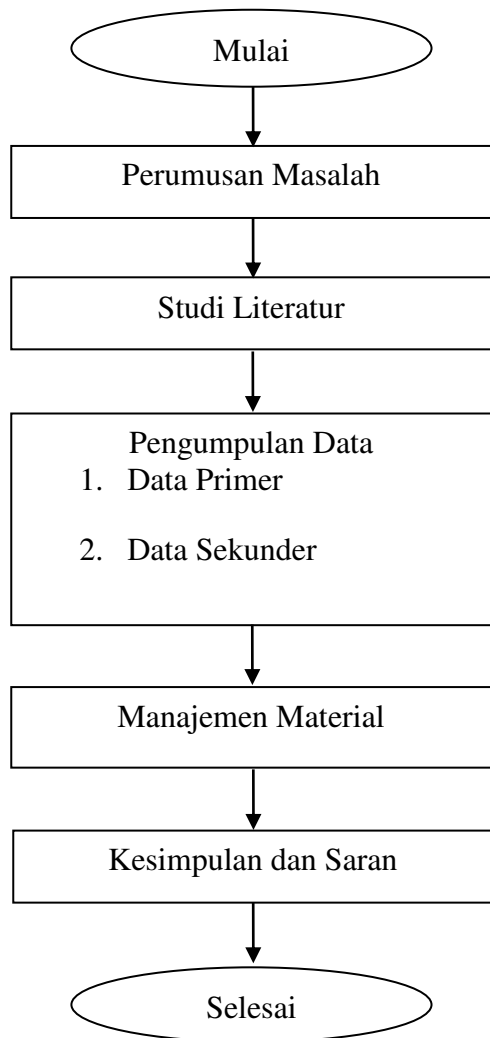 Mulai
Perumusan Masalah
Studi Literatur
Pengumpulan Data
1. Data Primer
2. Data Sekunder
Manajemen Material
Kesimpulan dan Saran
Selesai